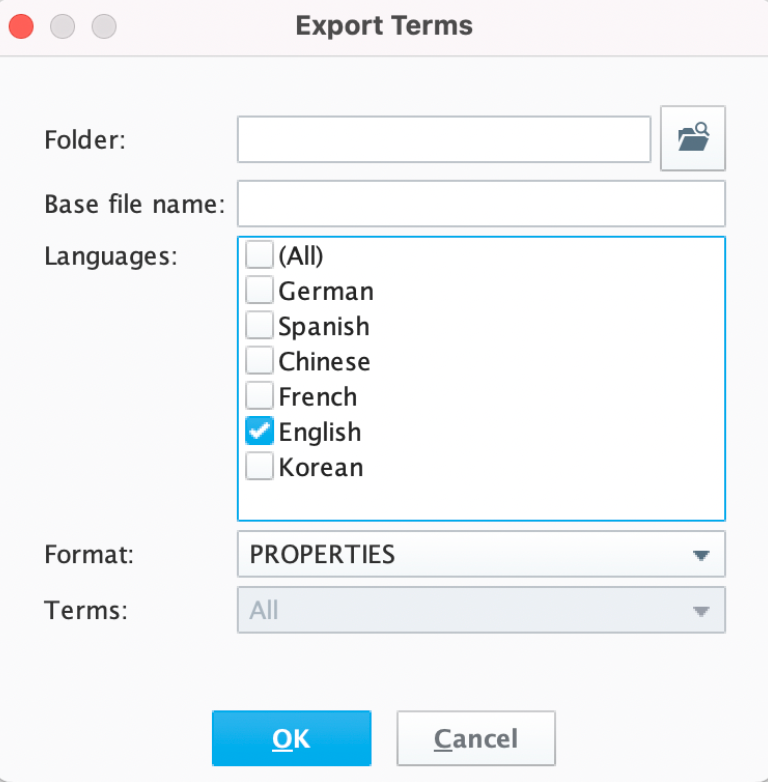 Export Terms
Folder:
Base file name:
Languages:
(All)
German
Spanish
Chinese
French
English
Korean
Format:
PROPERTIES
Terms:
All
OK
Cancel